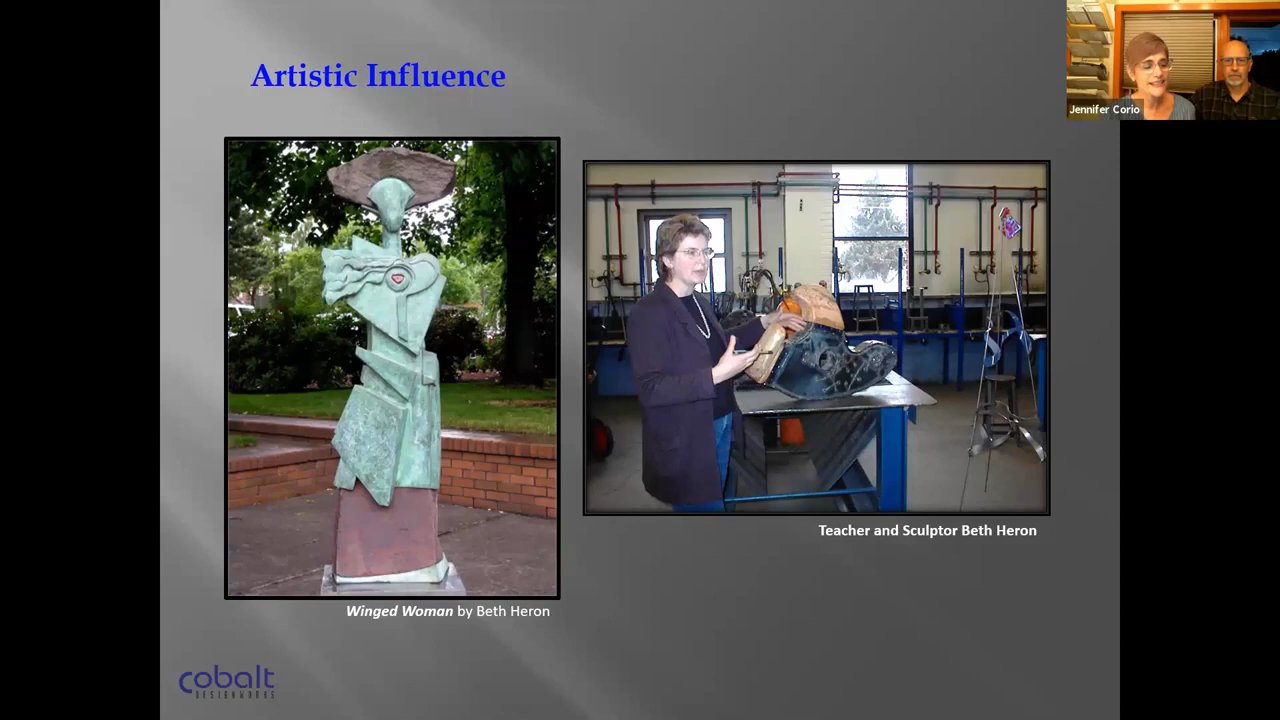 Artistic Influence
Jennifer Corio
Teacher and Sculptor Beth Heron
Winged Woman by Beth Heron
cobalt
DESIGNWORKS